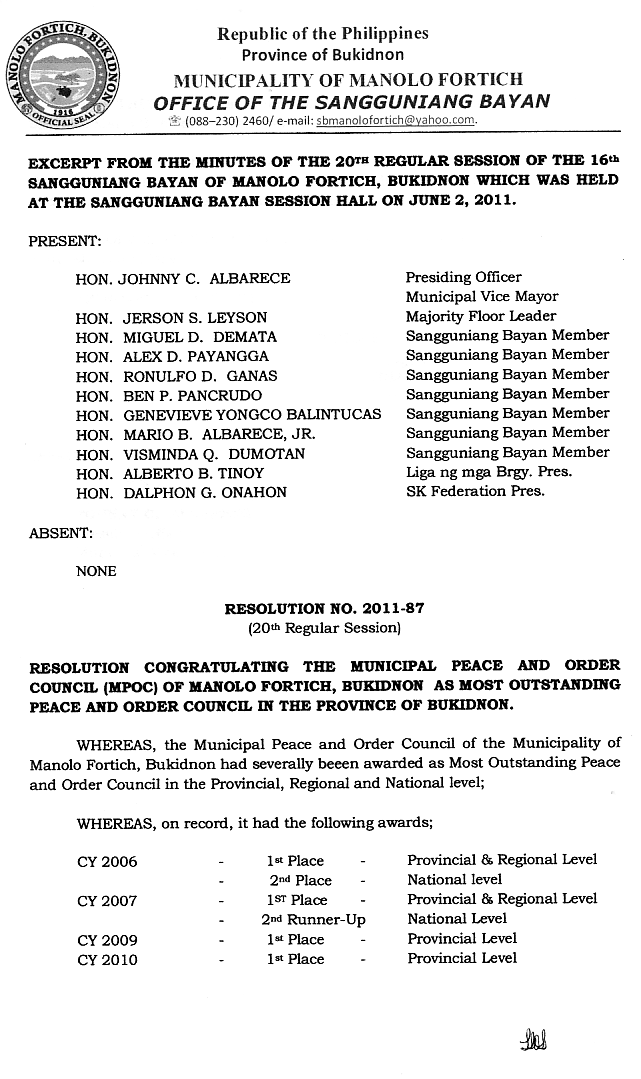 MANOLO FORTICH, BUKIDNON
1916
OFFICIAL SEAL
Republic of the Philippines
Province of Bukidnon
MUNICIPALITY OF MANOLO FORTICH
OFFICE OF THE SANGGUNIANG BAYAN
☏ (088–230) 2460/ e-mail: sbmanolofortich@yahoo.com.
EXCERPT FROM THE MINUTES OF THE 20TH REGULAR SESSION OF THE 16th
SANGGUNIANG BAYAN OF MANOLO FORTICH, BUKIDNON WHICH WAS HELD
AT THE SANGGUNIANG BAYAN SESSION HALL ON JUNE 2, 2011.
PRESENT:
HON. JOHNNY C. ALBARECE Presiding Officer
Municipal Vice Mayor
HON. JERSON S. LEYSON Majority Floor Leader
HON. MIGUEL D. DEMATA Sangguniang Bayan Member
HON. ALEX D. PAYANGGA Sangguniang Bayan Member
HON. RONULFO D. GANAS Sangguniang Bayan Member
HON. BEN P. PANCRUDO Sangguniang Bayan Member
HON. GENEVIEVE YONGCO BALINTUCAS Sangguniang Bayan Member
HON. MARIO B. ALBARECE, JR. Sangguniang Bayan Member
HON. VISMINDA Q. DUMOTAN Sangguniang Bayan Member
HON. ALBERTO B. TINOY Liga ng mga Brgy. Pres.
HON. DALPHON G. ONAHON SK Federation Pres.
ABSENT:
NONE
RESOLUTION NO. 2011-87
(20th Regular Session)
RESOLUTION CONGRATULATING THE MUNICIPAL PEACE AND ORDER
COUNCIL (MPOC) OF MANOLO FORTICH, BUKIDNON AS MOST OUTSTANDING
PEACE AND ORDER COUNCIL IN THE PROVINCE OF BUKIDNON.
WHEREAS, the Municipal Peace and Order Council of the Municipality of
Manolo Fortich, Bukidnon had severally beeen awarded as Most Outstanding Peace
and Order Council in the Provincial, Regional and National level;
WHEREAS, on record, it had the following awards;
CY 2006 - 1st Place - Provincial & Regional Level
- 2nd Place - National level
CY 2007 - 1ST Place - Provincial & Regional Level
- 2nd Runner-Up National Level
CY 2009 - 1st Place - Provincial Level
CY 2010 - 1st Place - Provincial Level